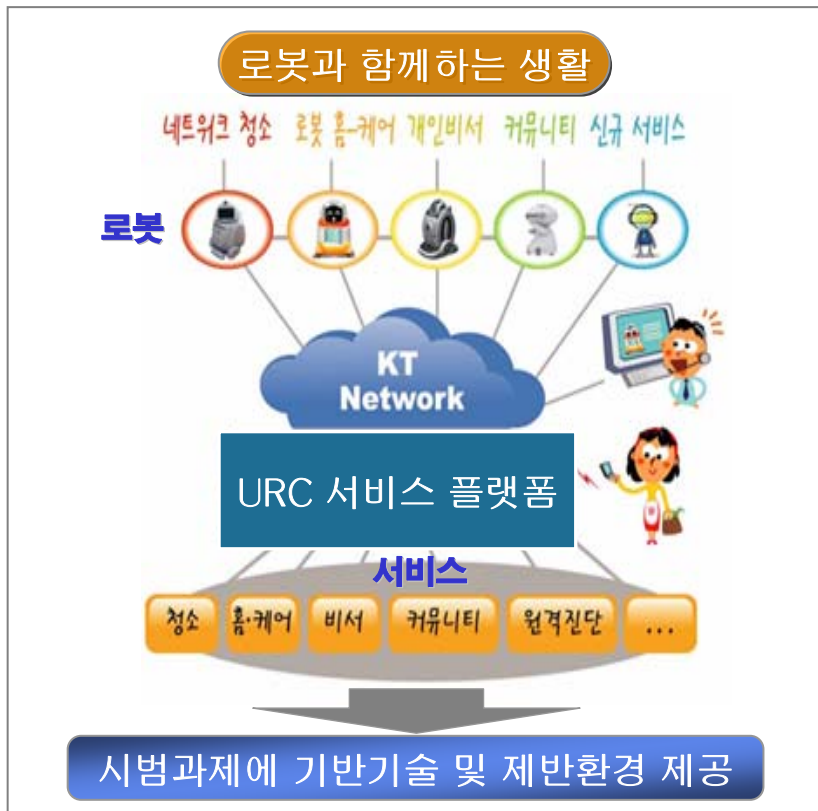 로봇과 함께하는 생활
네트워크 청소 로봇 홈-케어 개인비서 커뮤니티 신규 서비스
로봇
KT
Network
URC 서비스 플랫폼
서비스
청소 홈·케어 비서 커뮤니티 원격진단 ...
시범과제에 기반기술 및 제반환경 제공